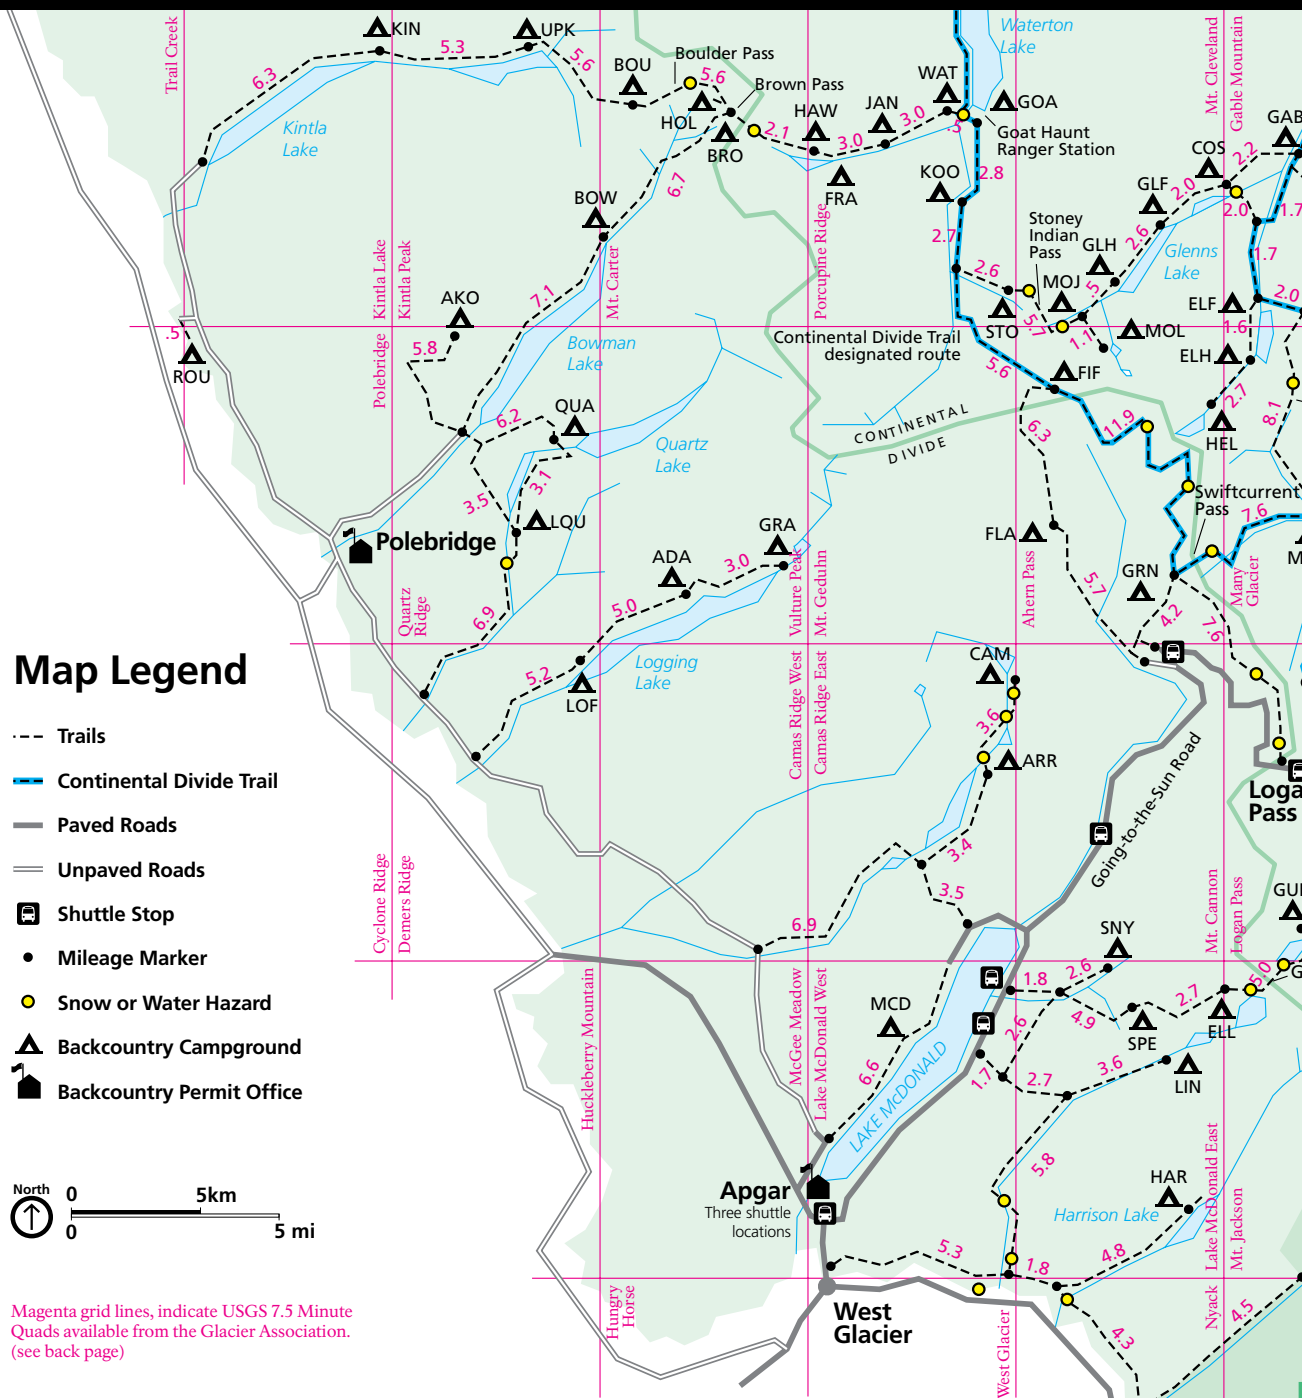 KIN
UPK
Trail Creek
5.3
6.3
5.6
Boulder Pass
BOU
5.6
Brown Pass
HOL
BRO
HAW
2.1
JAN
3.0
3.0
WAT
.5
Waterton
Lake
GOA
Goat Haunt
Ranger Station
Mt. Cleveland
Gable Mountain
GAB
COS
2.2
Kintla
Lake
6.7
FRA
KOO
2.8
GLF
2.0
2.0
1.7
BOW
2.7
Stoney
Indian
Pass
GLH
2.6
Glenns
Lake
1.7
Kintla Lake
Kintla Peak
Mt. Carter
Porcupine Ridge
2.6
MOJ
.5
ELF
2.0
AKO
7.1
STO
5.7
1.1
MOL
1.6
.5
ROU
5.8
Polebridge
Bowman
Lake
Continental Divide Trail
designated route
5.6
FIF
ELH
2.7
8.1
6.2
QUA
CONTINENTAL
DIVIDE
6.3
11.9
HEL
Quartz
Lake
3.5
3.1
LQU
Swiftcurrent
Pass
7.6
Polebridge
GRA
FLA
ADA
3.0
Vulture Peak
Mt. Geduhn
Ahern Pass
5.7
GRN
Many
Glacier
M
Quartz
Ridge
6.9
5.0
4.2
7.6
Map Legend
5.2
LOF
Logging
Lake
Camas Ridge West
Camas Ridge East
CAM
3.6
ARR
Going-to-the-Sun Road
Loga
Pass
Trails
Continental Divide Trail
Paved Roads
Unpaved Roads
Shuttle Stop
Mileage Marker
Snow or Water Hazard
Backcountry Campground
Backcountry Permit Office
Cyclone Ridge
Demers Ridge
3.4
3.5
6.9
Mt. Cannon
Logan Pass
GUN
SNY
1.8
2.6
5.0
G
Huckleberry Mountain
McGee Meadow
Lake McDonald West
MCD
6.6
LAKE McDONALD
2.6
4.9
SPE
2.7
ELL
1.7
2.7
3.6
LIN
5.8
HAR
Harrison Lake
Lake McDonald East
Mt. Jackson
Apgar
Three shuttle
locations
North
0
5km
0
5 mi
5.3
1.8
4.8
Hungry
Horse
West
Glacier
West Glacier
4.3
Nyack
4.5
Magenta grid lines, indicate USGS 7.5 Minute
Quads available from the Glacier Association.
(see back page)